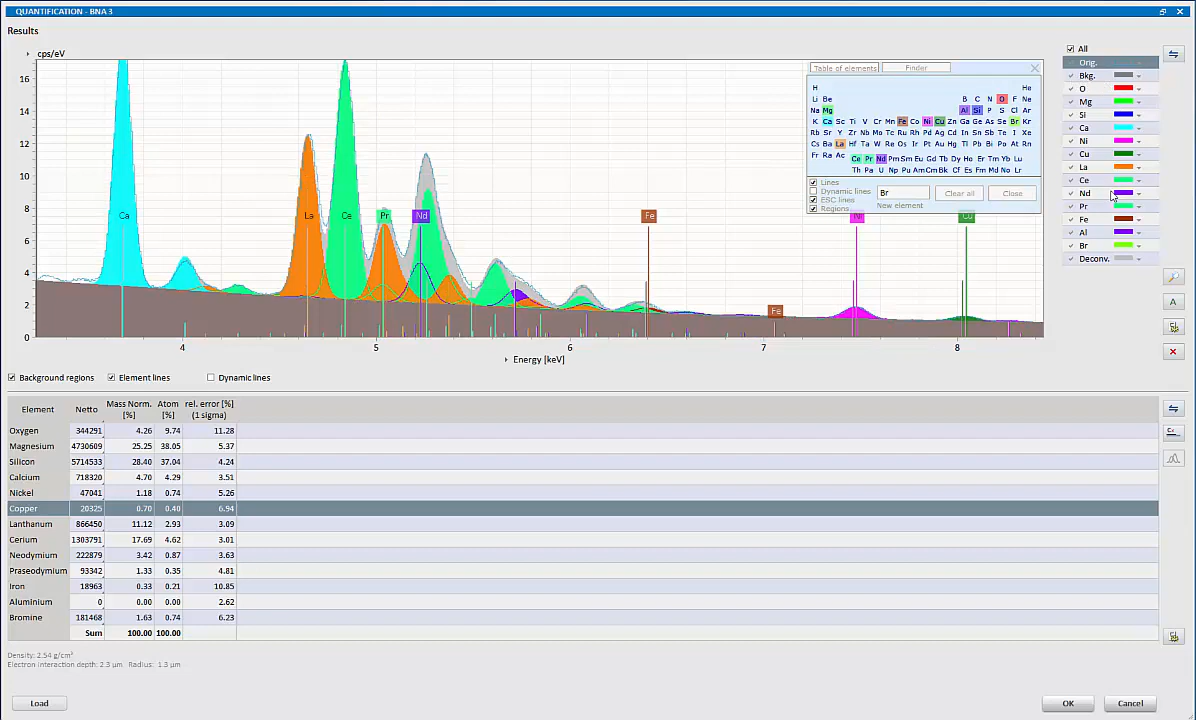 QUANTIFICATION - BNA 3
Results
cps/eV
16
14
12
10
8
6
4
2
0
4 5 6 7 8
Energy [keV]
Ca La Ce Pr Nd Fe Fe Ni Cu
Table of elements Finder
H He
Li Be B C N O F Ne
Na Mg Al Si P S Cl Ar
K Ca Sc Ti V Cr Mn Fe Co Ni Cu Zn Ga Ge As Se Br Kr
Rb Sr Y Zr Nb Mo Tc Ru Rh Pd Ag Cd In Sn Sb Te I Xe
Cs Ba La Hf Ta W Re Os Ir Pt Au Hg Tl Pb Bi Po At Rn
Fr Ra Ac
Ce Pr Nd Pm Sm Eu Gd Tb Dy Ho Er Tm Yb Lu
Th Pa U Np Pu Am Cm Bk Cf Es Fm Md No Lr
Lines
Dynamic lines
ESC lines
Regions
Br
New element
Clear all Close
All
Orig.
Bkg.
O
Mg
Si
Ca
Ni
Cu
La
Ce
Nd
Pr
Fe
Al
Br
Deconv.
A
Background regions Element lines Dynamic lines
Element Netto Mass Norm. [%] Atom [%] rel. error [%] (1 sigma)
Oxygen 344291 4.26 9.74 11.28
Magnesium 4730609 25.25 38.05 5.37
Silicon 5714533 28.40 37.04 4.24
Calcium 718320 4.70 4.29 3.51
Nickel 47041 1.18 0.74 5.26
Copper 20325 0.70 0.40 6.94
Lanthanum 866450 11.12 2.93 3.09
Cerium 1303791 17.69 4.62 3.01
Neodymium 222879 3.42 0.87 3.63
Praseodymium 93342 1.33 0.35 4.81
Iron 18963 0.33 0.21 10.85
Aluminium 0 0.00 0.00 2.62
Bromine 181468 1.63 0.74 6.23
Sum 100.00 100.00
Density: 2.54 g/cm³
Electron interaction depth: 2.3 μm Radius: 1.3 μm
Load OK Cancel